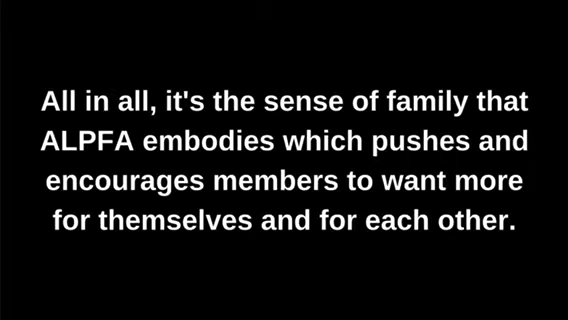 All in all, it's the sense of family that
ALPFA embodies which pushes and
encourages members to want more
for themselves and for each other.